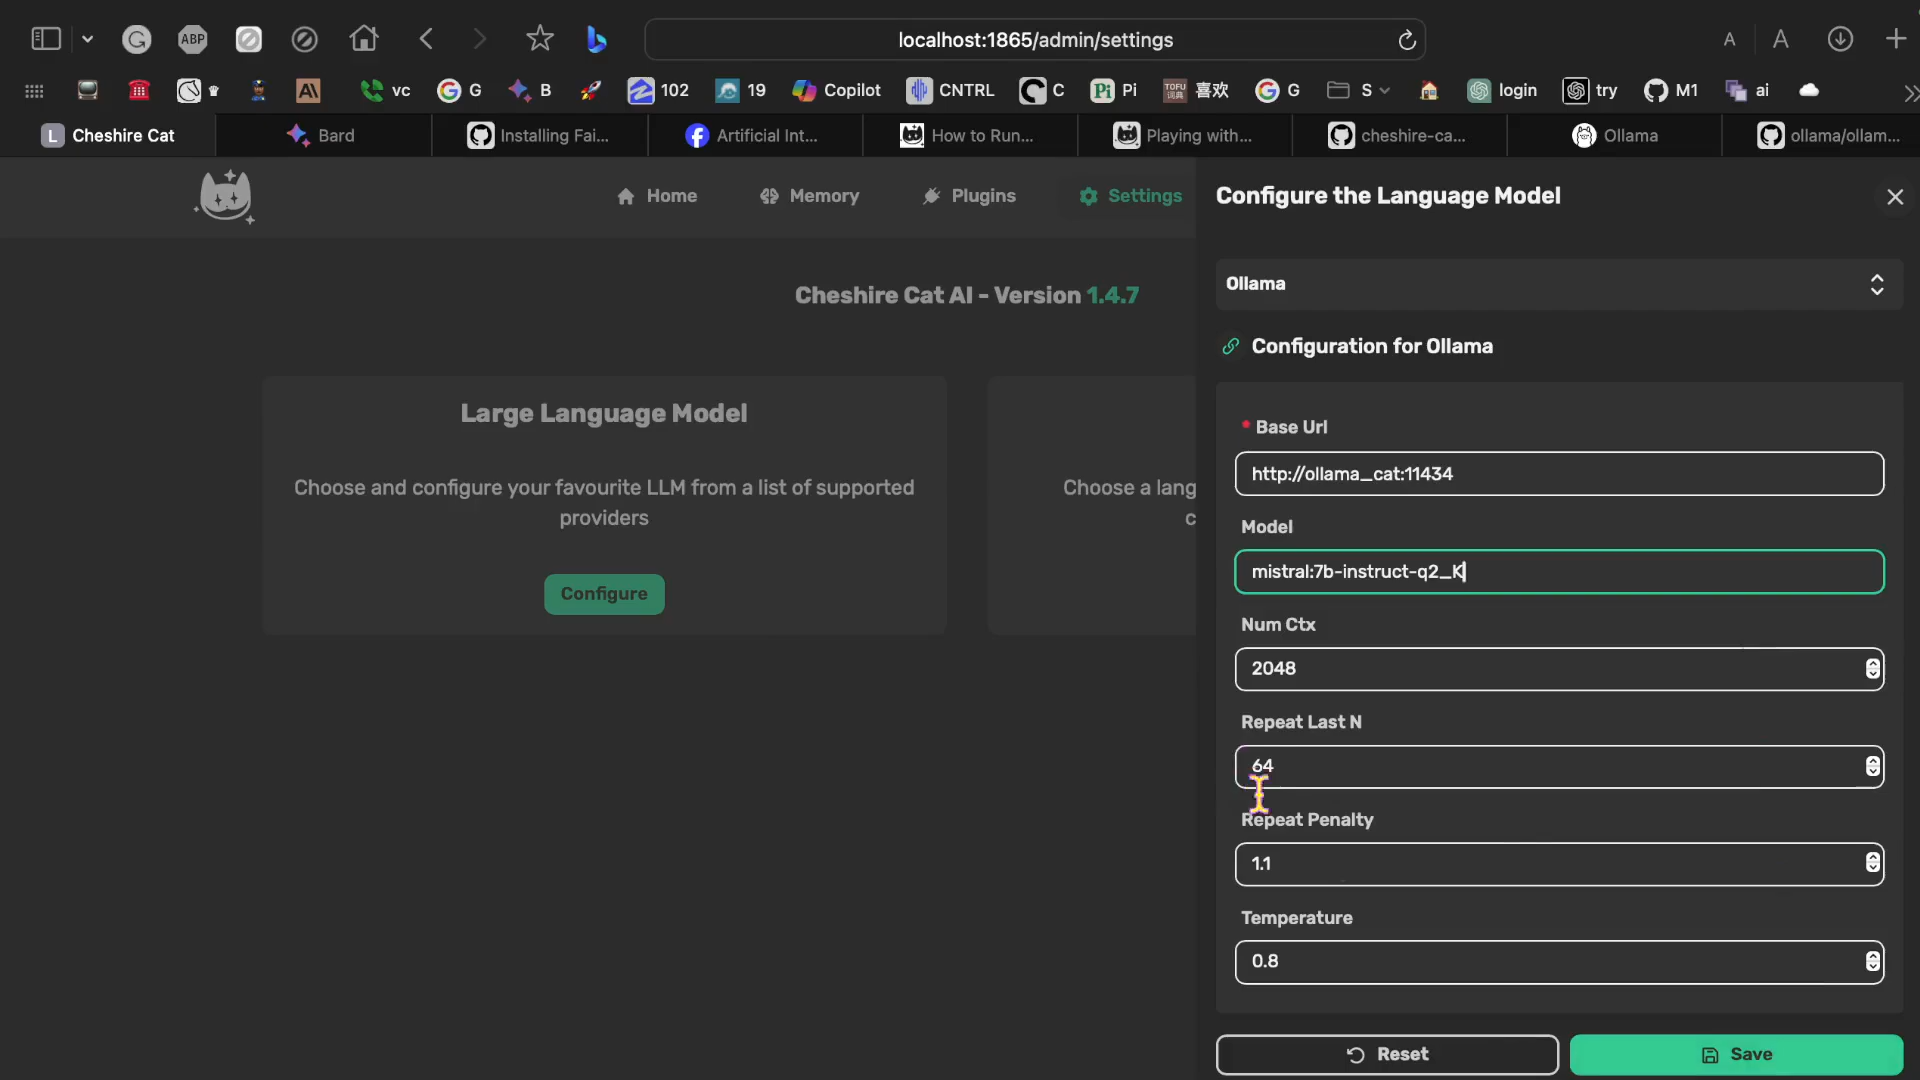 localhost:1865/admin/settings
A
A
ABP
vc
G
B
102
19
Copilot
CNTRL
C
Pi
喜欢
G
S
login
try
M1
ai
L Cheshire Cat
Bard
Installing Fai...
Artificial Int...
How to Run...
Playing with...
cheshire-ca...
Ollama
ollama/ollam...
Home
Memory
Plugins
Settings
Configure the Language Model
Cheshire Cat AI - Version 1.4.7
Ollama
Configuration for Ollama
Large Language Model
Choose and configure your favourite LLM from a list of supported
providers
Configure
Choose a lang
c
* Base Url
http://ollama_cat:11434
Model
mistral:7b-instruct-q2_K
Num Ctx
2048
Repeat Last N
64
Repeat Penalty
1.1
Temperature
0.8
Reset
Save